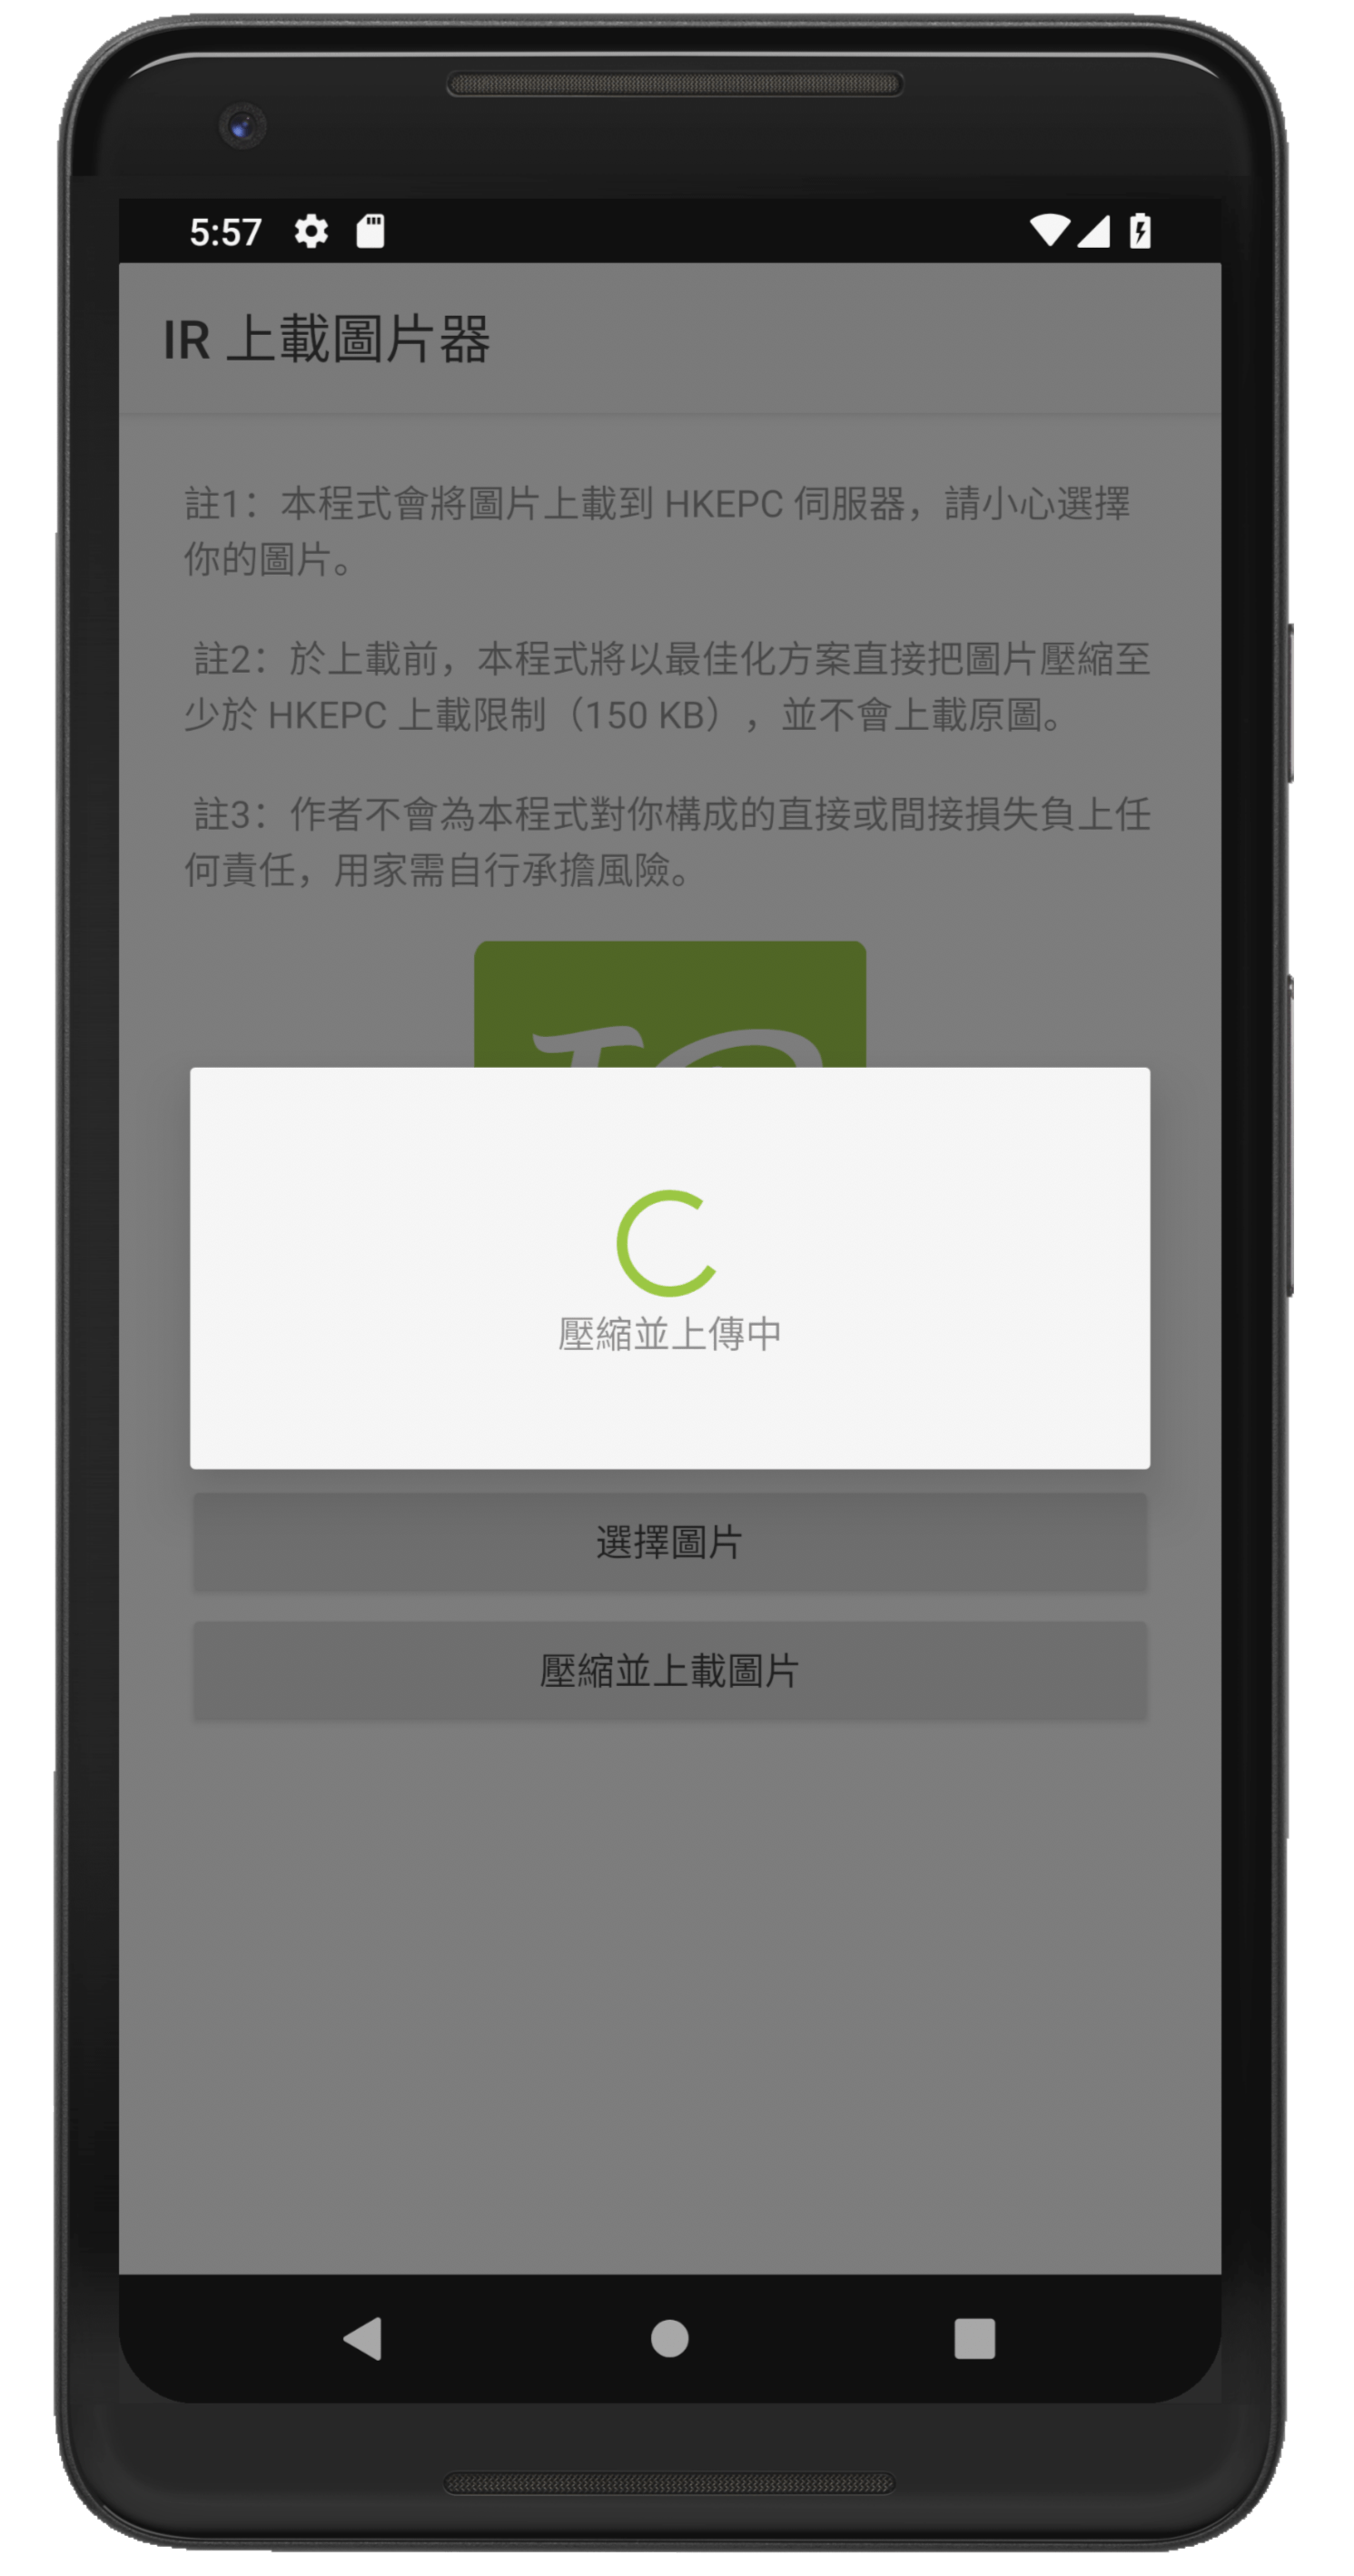 5:57
IR 上載圖片器
註1：本程式會將圖片上載到 HKEPC 伺服器，請小心選擇
你的圖片。
註2：於上載前，本程式將以最佳化方案直接把圖片壓縮至
少於 HKEPC 上載限制（150 KB），並不會上載原圖。
註3：作者不會為本程式對你構成的直接或間接損失負上任
何責任，用家需自行承擔風險。
壓縮並上傳中
選擇圖片
壓縮並上載圖片